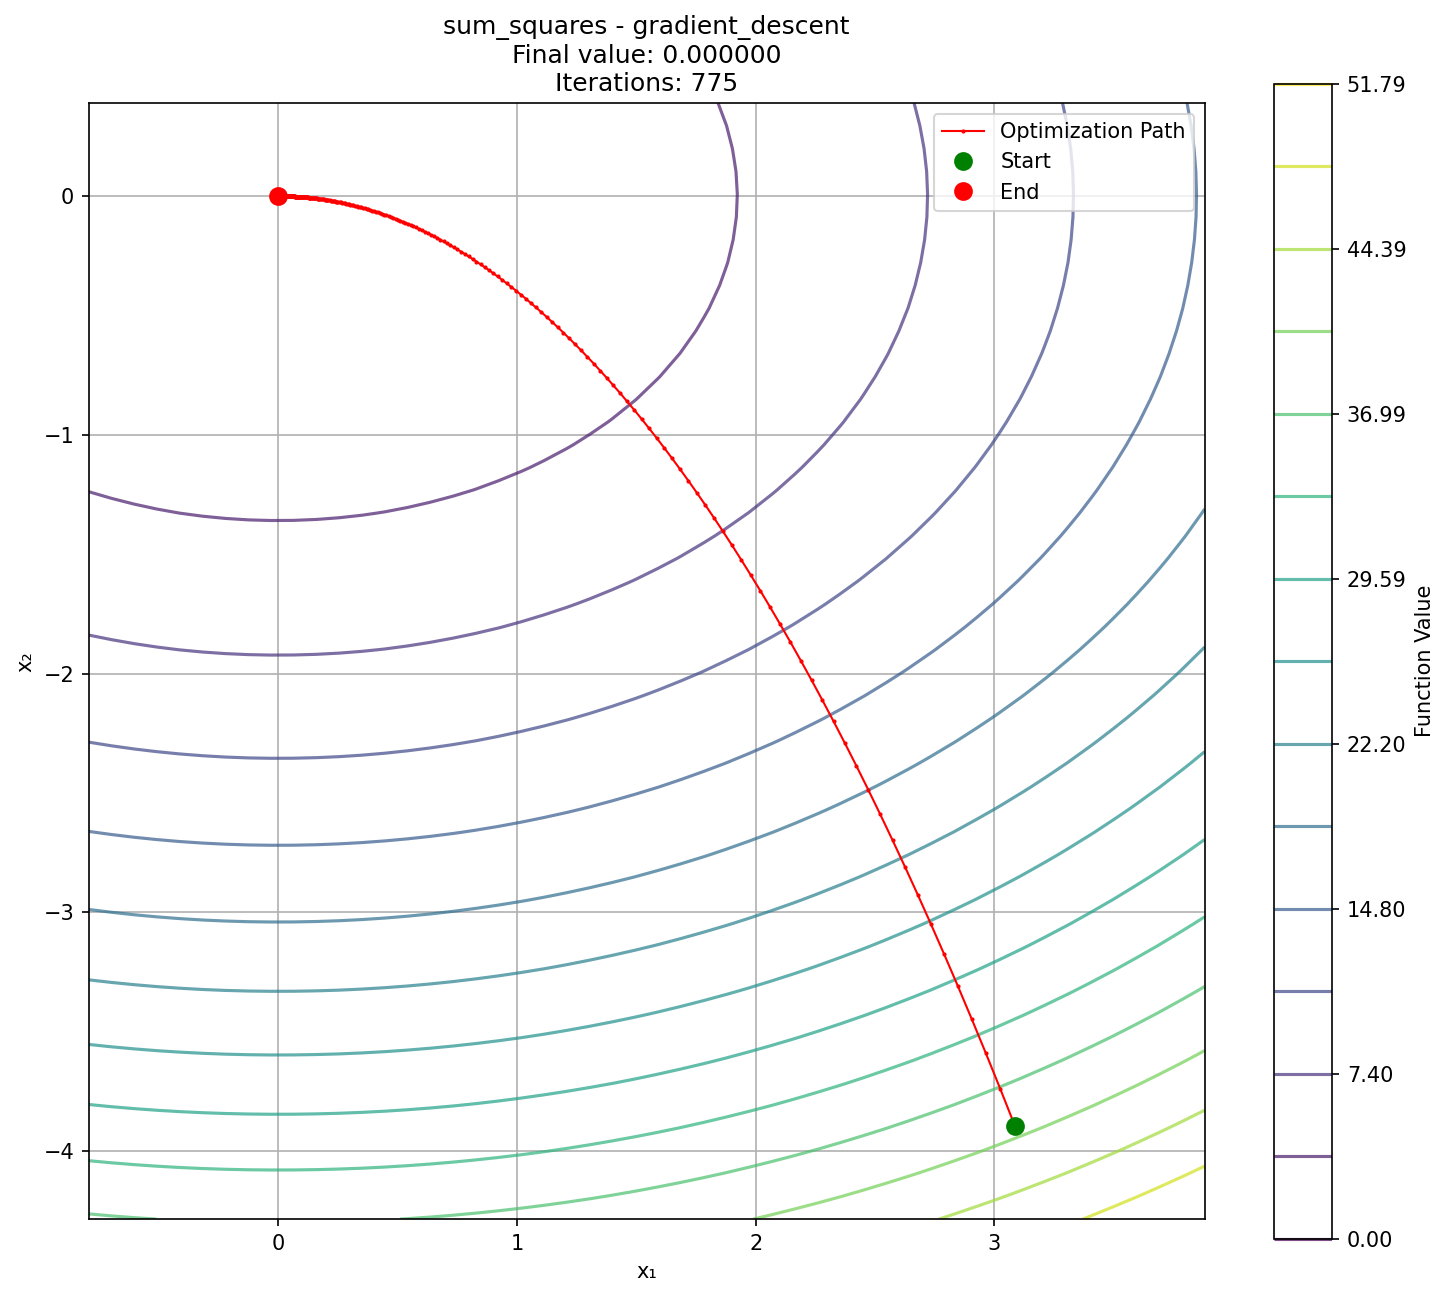 sum_squares - gradient_descent
Final value: 0.000000
Iterations: 775
Optimization Path
Start
End
0
−1
−2
−3
−4
x₂
0
1
2
3
x₁
51.79
44.39
36.99
29.59
22.20
14.80
7.40
0.00
Function Value